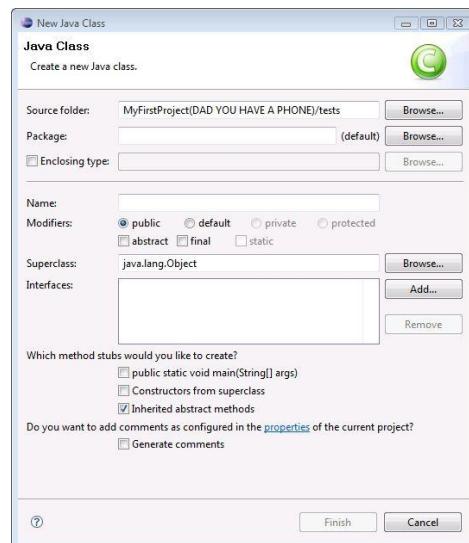 New Java Class
Java Class
Create a new Java class.
Source folder: MyFirstProject(DAD YOU HAVE A PHONE)/tests Browse...
Package: (default) Browse...
Enclosing type: Browse...
Name:
Modifiers: public default private protected
abstract final static
Superclass: java.lang.Object Browse...
Interfaces: Add...
Remove
Which method stubs would you like to create?
public static void main(String[] args)
Constructors from superclass
Inherited abstract methods
Do you want to add comments as configured in the properties of the current project?
Generate comments
? Finish Cancel